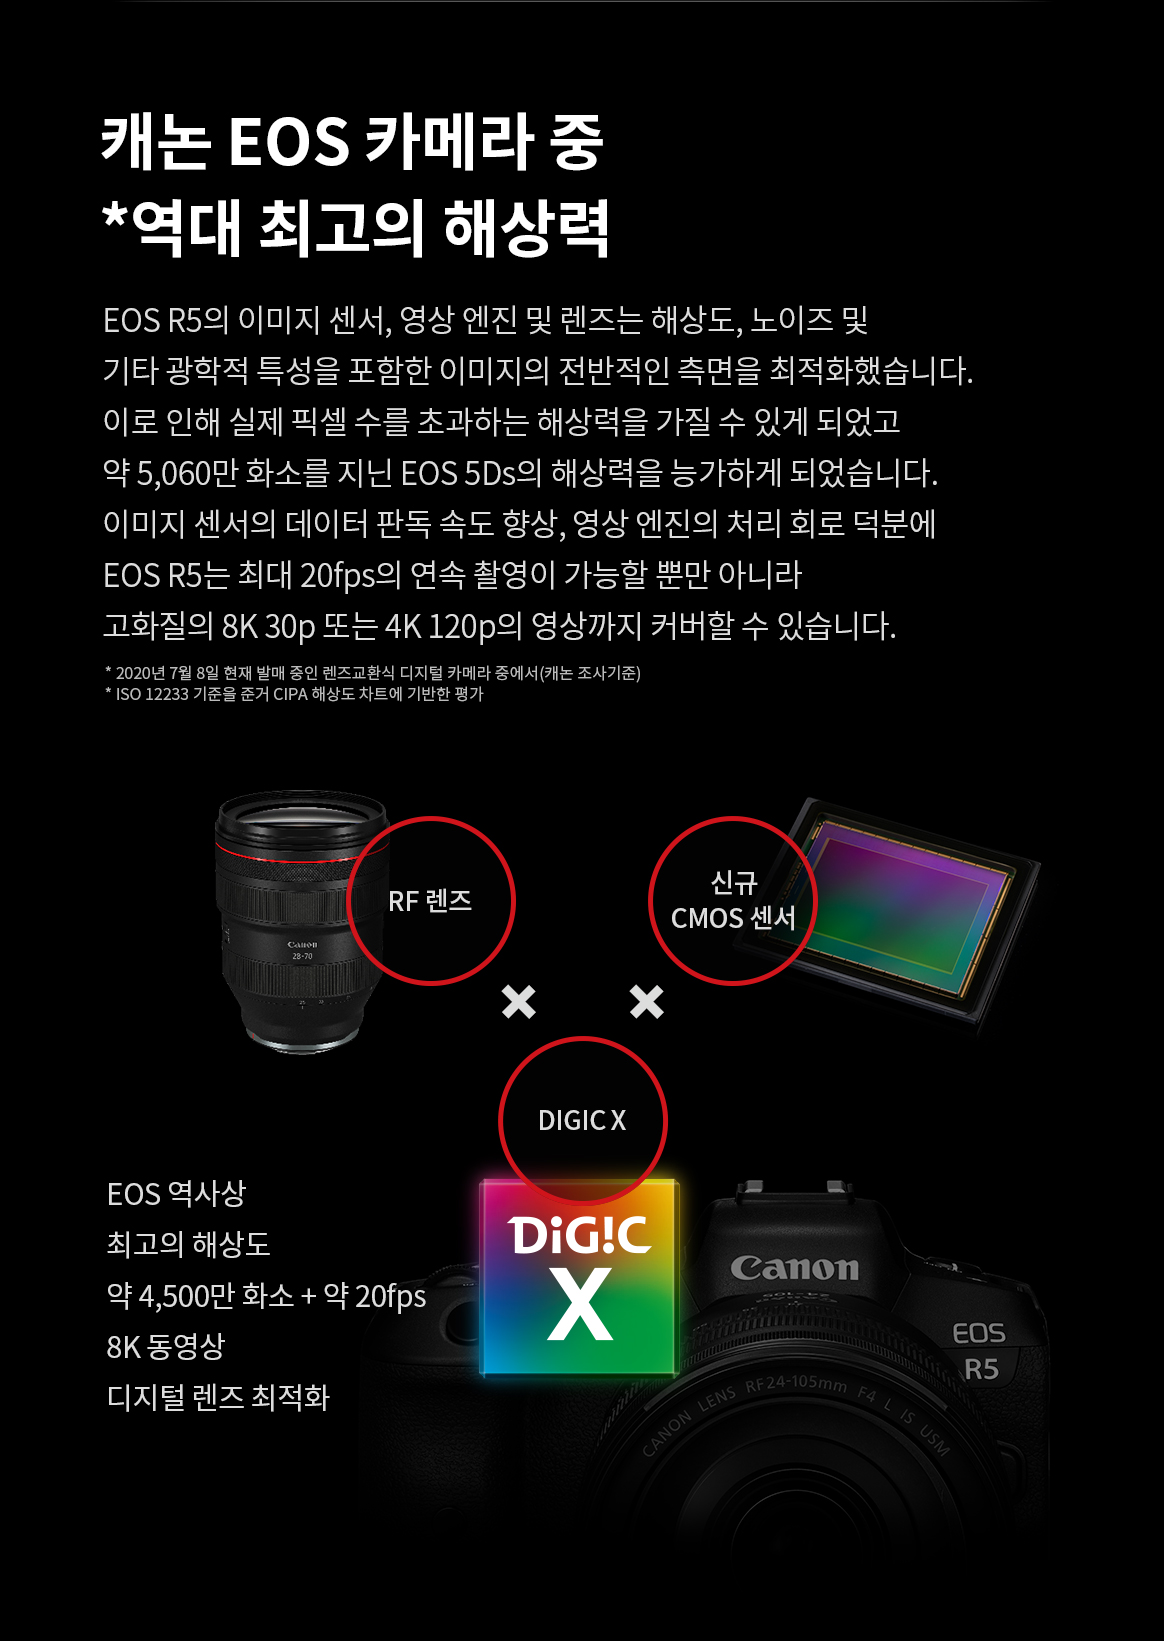 캐논 EOS 카메라 중
*역대 최고의 해상력
EOS R5의 이미지 센서, 영상 엔진 및 렌즈는 해상도, 노이즈 및
기타 광학적 특성을 포함한 이미지의 전반적인 측면을 최적화했습니다.
이로 인해 실제 픽셀 수를 초과하는 해상력을 가질 수 있게 되었고
약 5,060만 화소를 지닌 EOS 5Ds의 해상력을 능가하게 되었습니다.
이미지 센서의 데이터 판독 속도 향상, 영상 엔진의 처리 회로 덕분에
EOS R5는 최대 20fps의 연속 촬영이 가능할 뿐만 아니라
고화질의 8K 30p 또는 4K 120p의 영상까지 커버할 수 있습니다.
* 2020년 7월 8일 현재 발매 중인 렌즈교환식 디지털 카메라 중에서(캐논 조사기준)
* ISO 12233 기준을 준거 CIPA 해상도 차트에 기반한 평가
RF 렌즈
신규
CMOS 센서
Canon
28-70
DIGIC X
EOS 역사상
최고의 해상도
약 4,500만 화소 + 약 20fps
8K 동영상
디지털 렌즈 최적화
DiG!C
X
Canon
EOS
R5
CANON LENS RF24-105mm F4 L IS USM